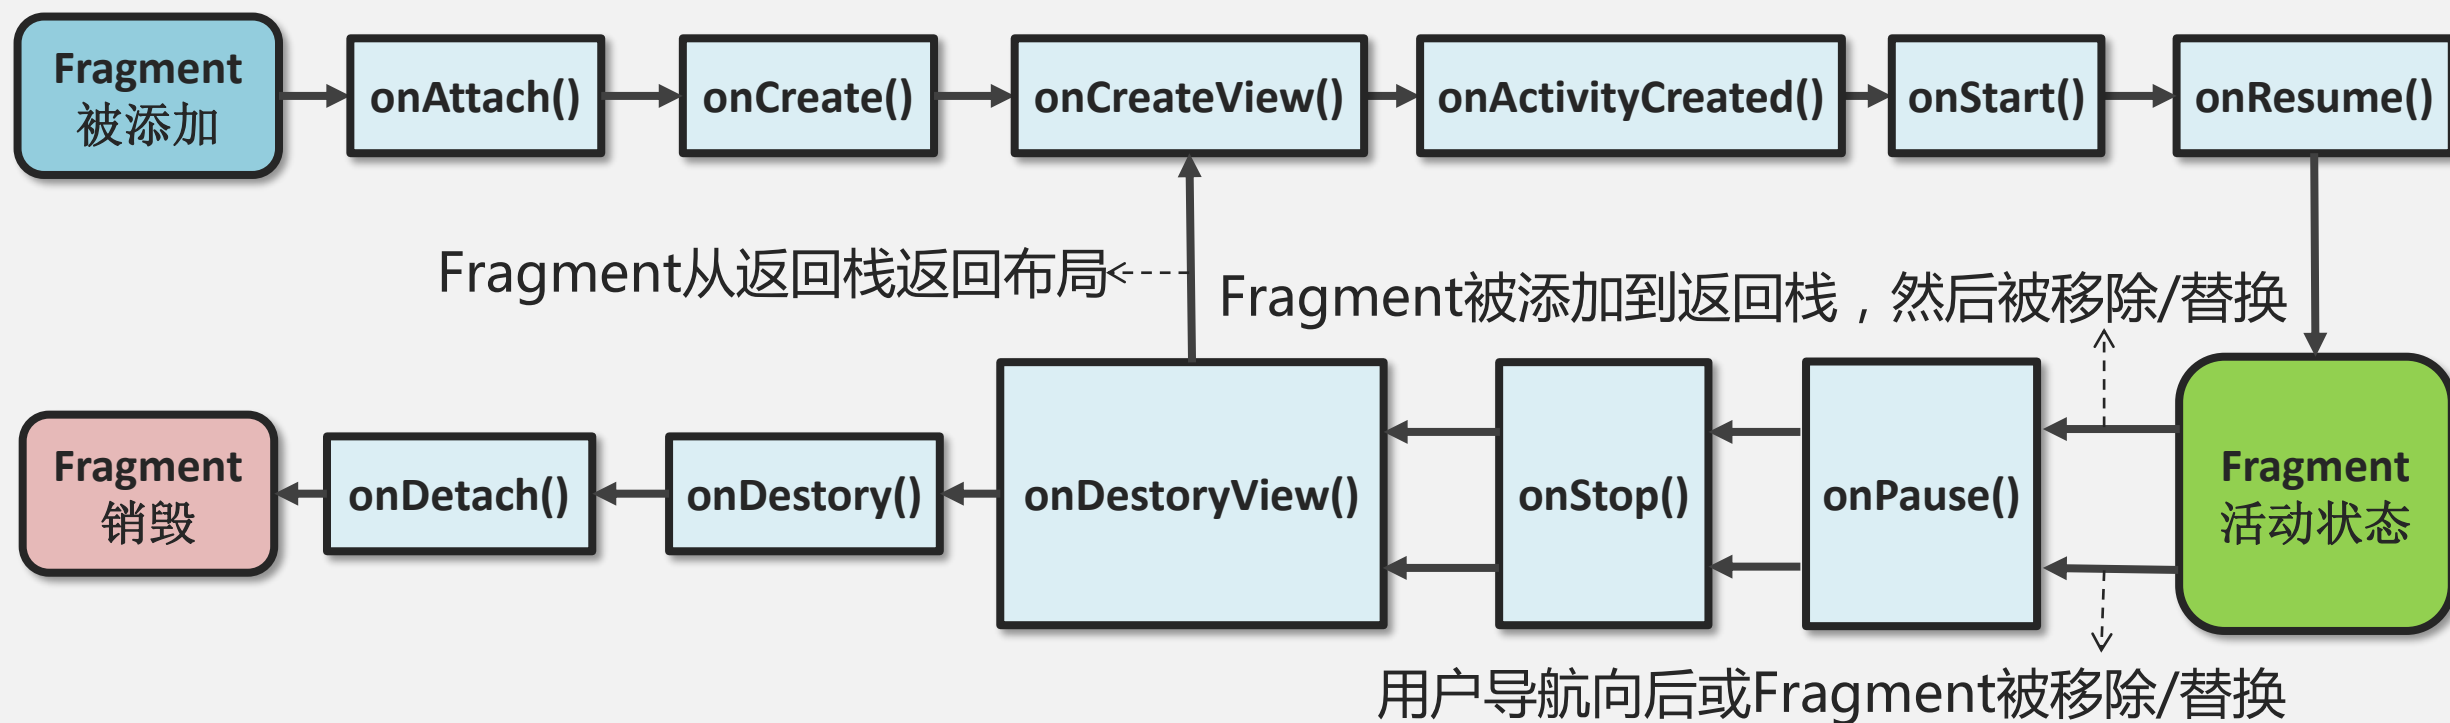 Fragment
被添加
onAttach()
onCreate()
onCreateView()
onActivityCreated()
onStart()
onResume()
Fragment从返回栈返回布局
Fragment被添加到返回栈，然后被移除/替换
Fragment
销毁
onDetach()
onDestory()
onDestoryView()
onStop()
onPause()
Fragment
活动状态
用户导航向后或Fragment被移除/替换